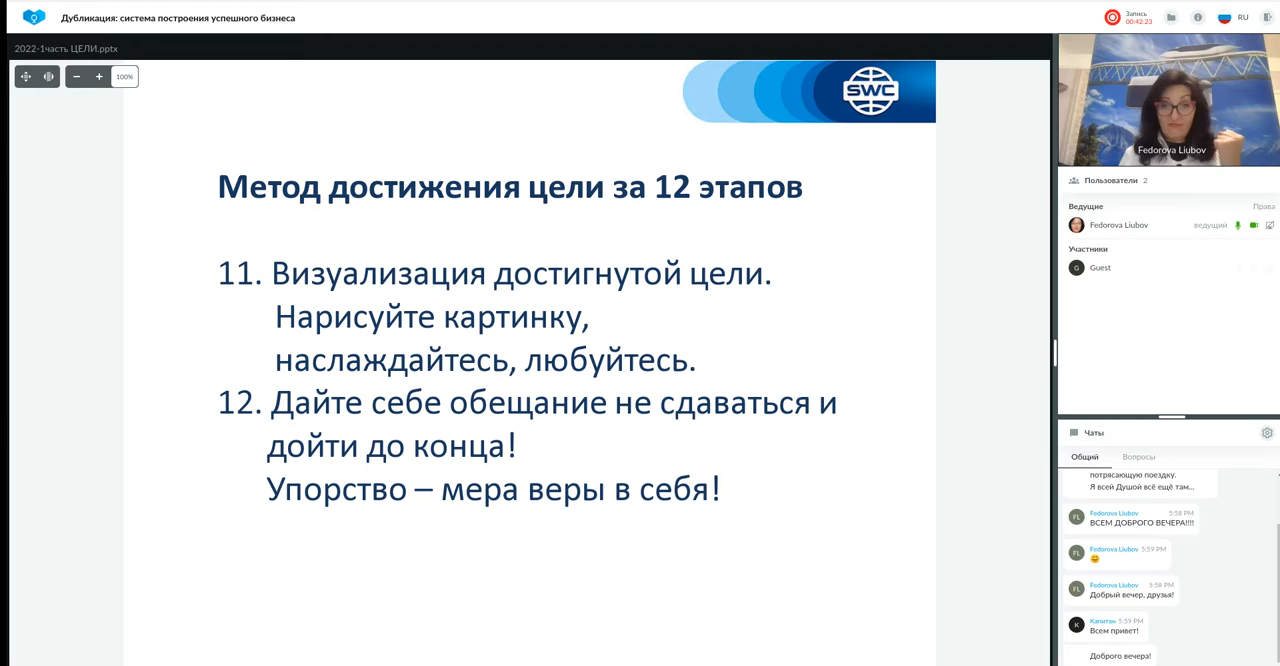 Дубликация: система построения успешного бизнеса
Запись
00:42:23
RU
2022-1часть ЦЕЛИ.pptx
100%
SWC
Метод достижения цели за 12 этапов
11. Визуализация достигнутой цели.
Нарисуйте картинку,
наслаждайтесь, любуйтесь.
12. Дайте себе обещание не сдаваться и
дойти до конца!
Упорство – мера веры в себя!
Fedorova Liubov
Пользователи 2
Ведущие Права
Fedorova Liubov ведущий
Участники
G Guest
Чаты
Общий Вопросы
потрясающую поездку.
Я всей Душой всё ещё там...
FL Fedorova Liubov 5:58 PM
ВСЕМ ДОБРОГО ВЕЧЕРА!!!!
FL Fedorova Liubov 5:59 PM
FL Fedorova Liubov 5:58 PM
Добрый вечер, друзья!
К Капитан 5:59 PM
Всем привет!
Доброго вечера!